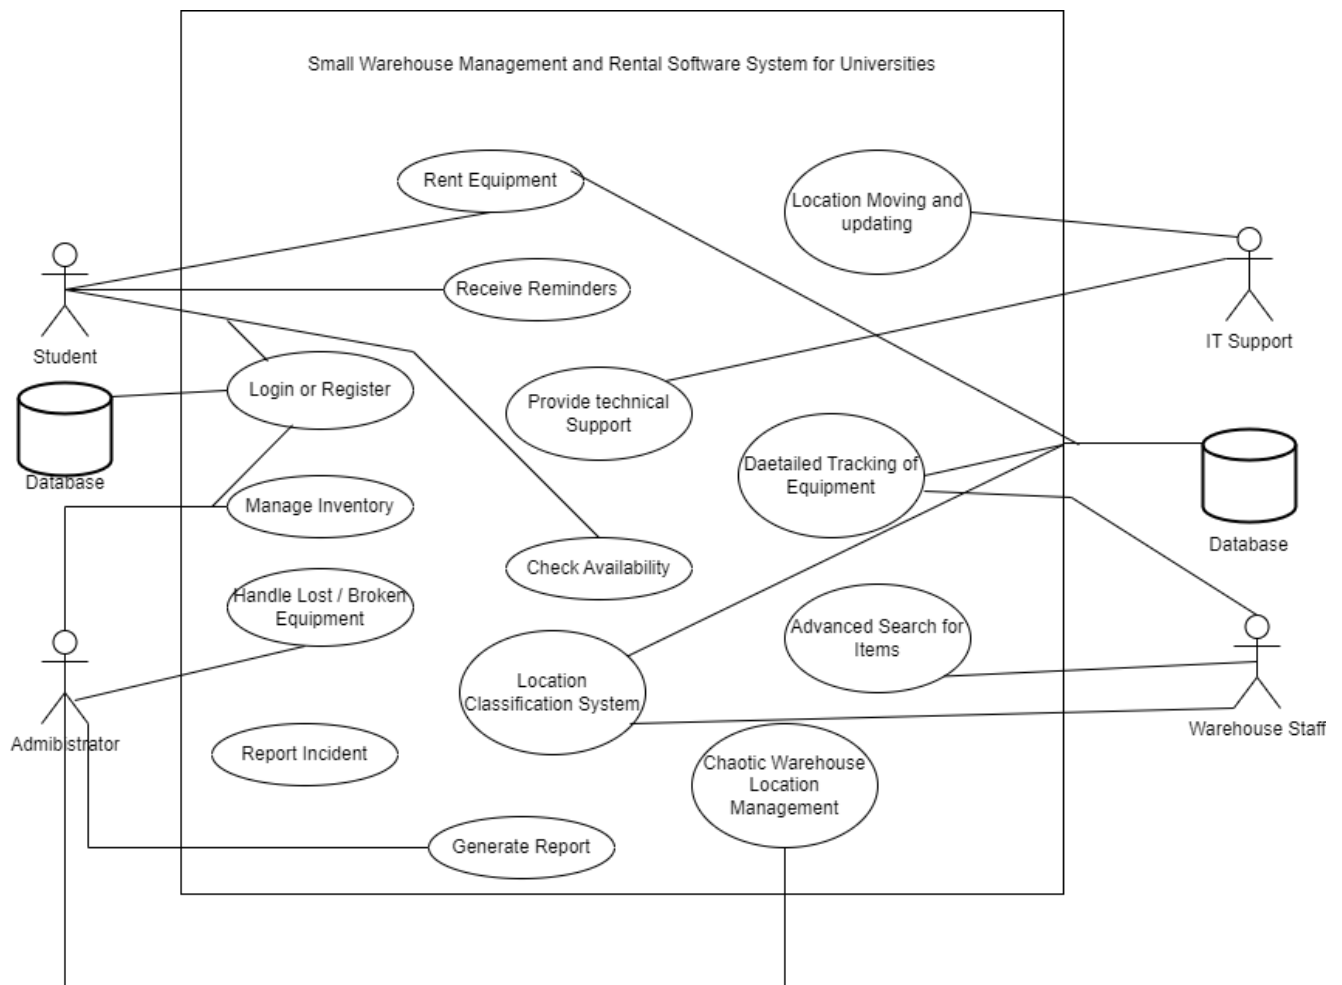 Small Warehouse Management and Rental Software System for Universities
Rent Equipment
Location Moving and
updating
Receive Reminders
Student
IT Support
Login or Register
Provide technical
Support
Database
Daetailed Tracking of
Equipment
Manage Inventory
Database
Check Availability
Handle Lost / Broken
Equipment
Advanced Search for
Items
Location
Classification System
Admibistrator
Warehouse Staff
Report Incident
Chaotic Warehouse
Location
Management
Generate Report